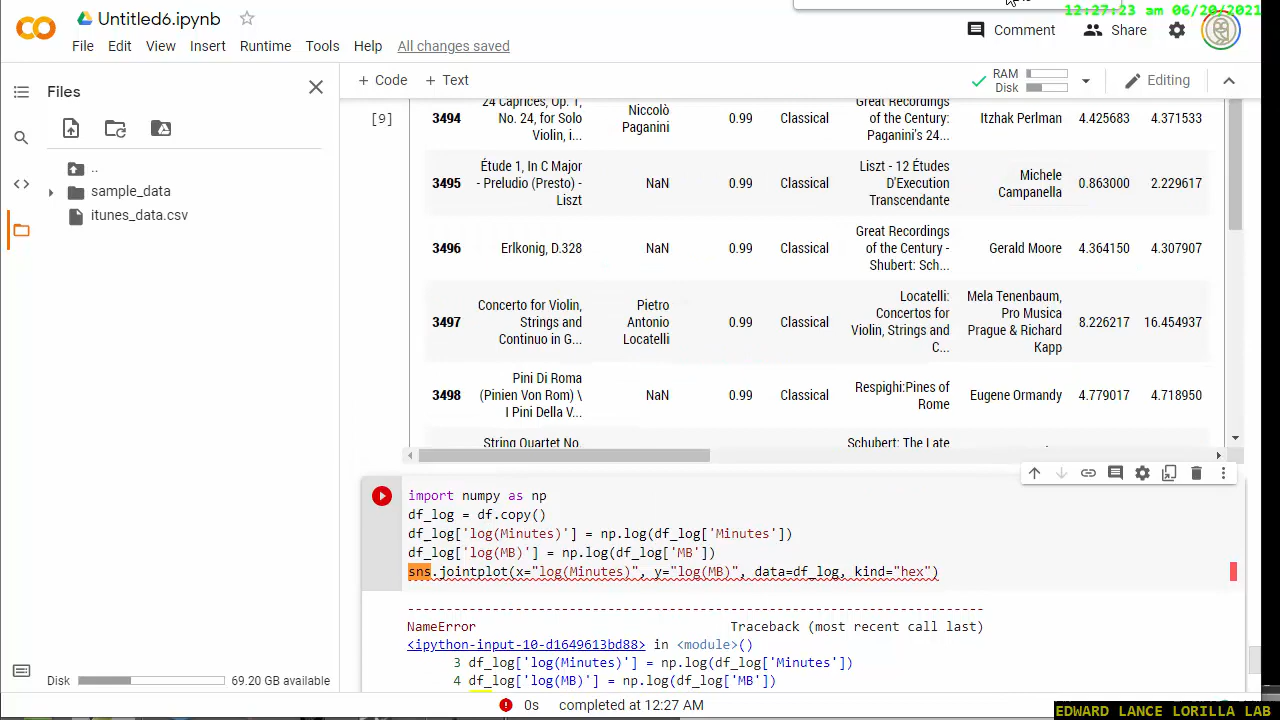 Untitled6.ipynb
12:27:23 am 06/20/2021
File Edit View Insert Runtime Tools Help All changes saved
Comment Share
Files
+ Code + Text
RAM
Disk
Editing
..
sample_data
itunes_data.csv
[9]
3494
24 Caprices, Op. 1,
No. 24, for Solo
Violin, i...
Niccolò
Paganini
0.99
Classical
Great Recordings
of the Century:
Paganini's 24...
Itzhak Perlman
4.425683
4.371533
3495
Étude 1, In C Major
- Preludio (Presto) -
Liszt
NaN
0.99
Classical
Liszt - 12 Études
D'Execution
Transcendante
Michele
Campanella
0.863000
2.229617
3496
Erlkonig, D.328
NaN
0.99
Classical
Great Recordings
of the Century -
Shubert: Sch...
Gerald Moore
4.364150
4.307907
3497
Concerto for Violin,
Strings and
Continuo in G...
Pietro
Antonio
Locatelli
0.99
Classical
Locatelli:
Concertos for
Violin, Strings and
C...
Mela Tenenbaum,
Pro Musica
Prague & Richard
Kapp
8.226217
16.454937
3498
Pini Di Roma
(Pinien Von Rom) \
I Pini Della V...
NaN
0.99
Classical
Respighi:Pines of
Rome
Eugene Ormandy
4.779017
4.718950
String Quartet No.
Schubert: The Late
import numpy as np
df_log = df.copy()
df_log['log(Minutes)'] = np.log(df_log['Minutes'])
df_log['log(MB)'] = np.log(df_log['MB'])
sns.jointplot(x="log(Minutes)", y="log(MB)", data=df_log, kind="hex")
---------------------------------------------------------------------------
NameError Traceback (most recent call last)
<ipython-input-10-d1649613bd88> in <module>()
3 df_log['log(Minutes)'] = np.log(df_log['Minutes'])
4 df_log['log(MB)'] = np.log(df_log['MB'])
Disk 69.20 GB available
0s completed at 12:27 AM
EDWARD LANCE LORILLA LAB